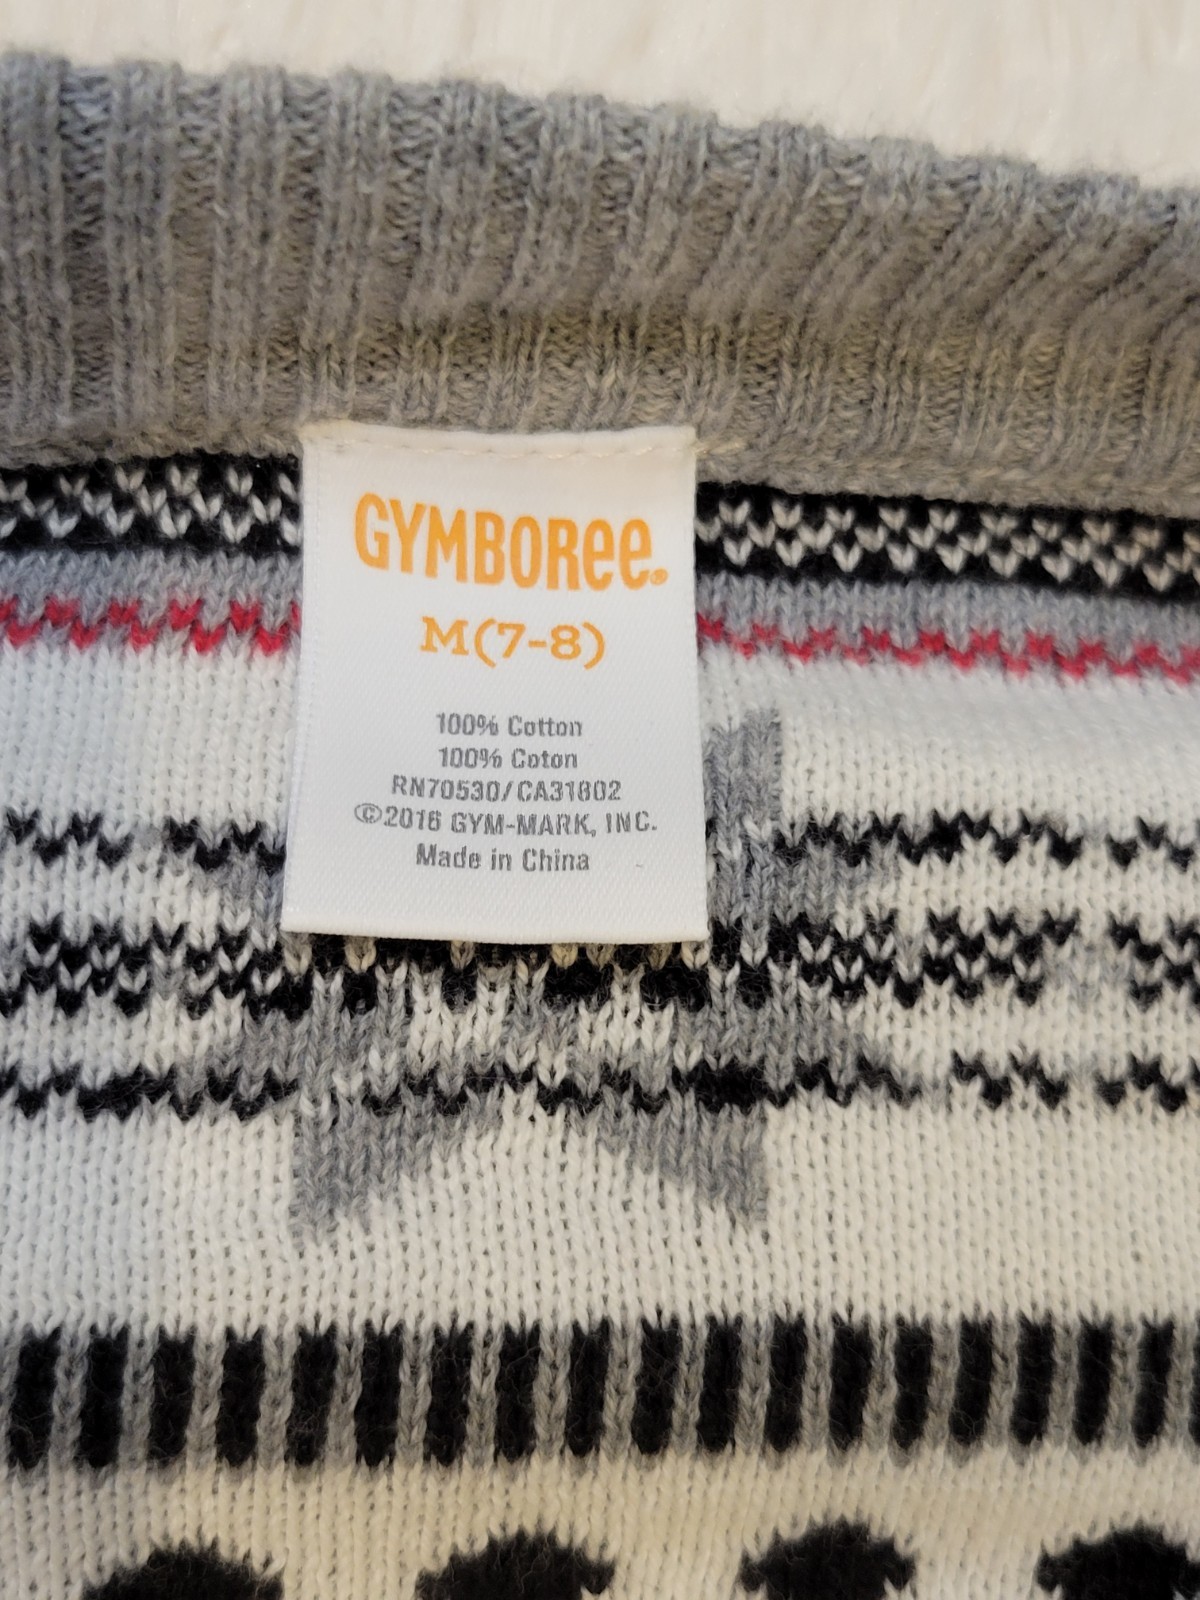 GYMBOREE®
M(7-8)
100% Cotton
100% Coton
RN70530/CA31802
©2016 GYM-MARK, INC.
Made in China